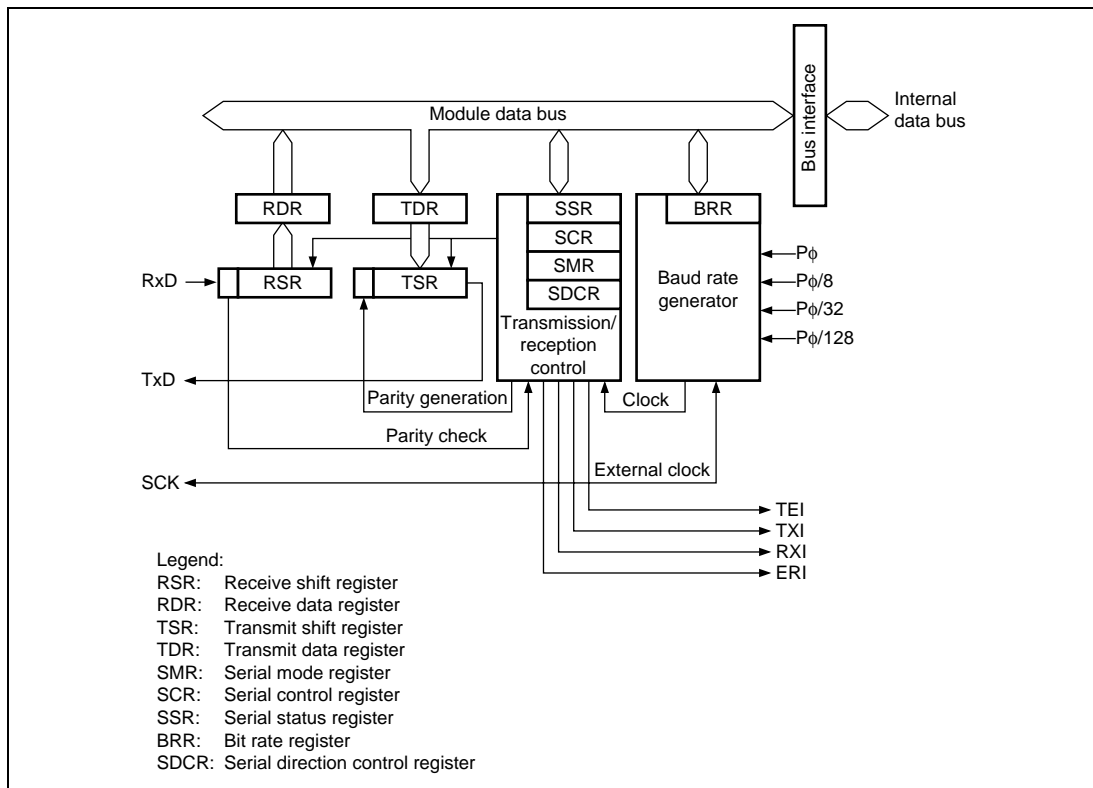 Module data bus
Bus interface
Internal
data bus
RDR
TDR
SSR
BRR
SCR
SMR
SDCR
RxD
RSR
TSR
Baud rate
generator
Pϕ
Pϕ/8
Pϕ/32
Pϕ/128
Transmission/
reception
control
TxD
Parity generation
Clock
Parity check
SCK
External clock
TEI
TXI
RXI
ERI
Legend:
RSR: Receive shift register
RDR: Receive data register
TSR: Transmit shift register
TDR: Transmit data register
SMR: Serial mode register
SCR: Serial control register
SSR: Serial status register
BRR: Bit rate register
SDCR: Serial direction control register